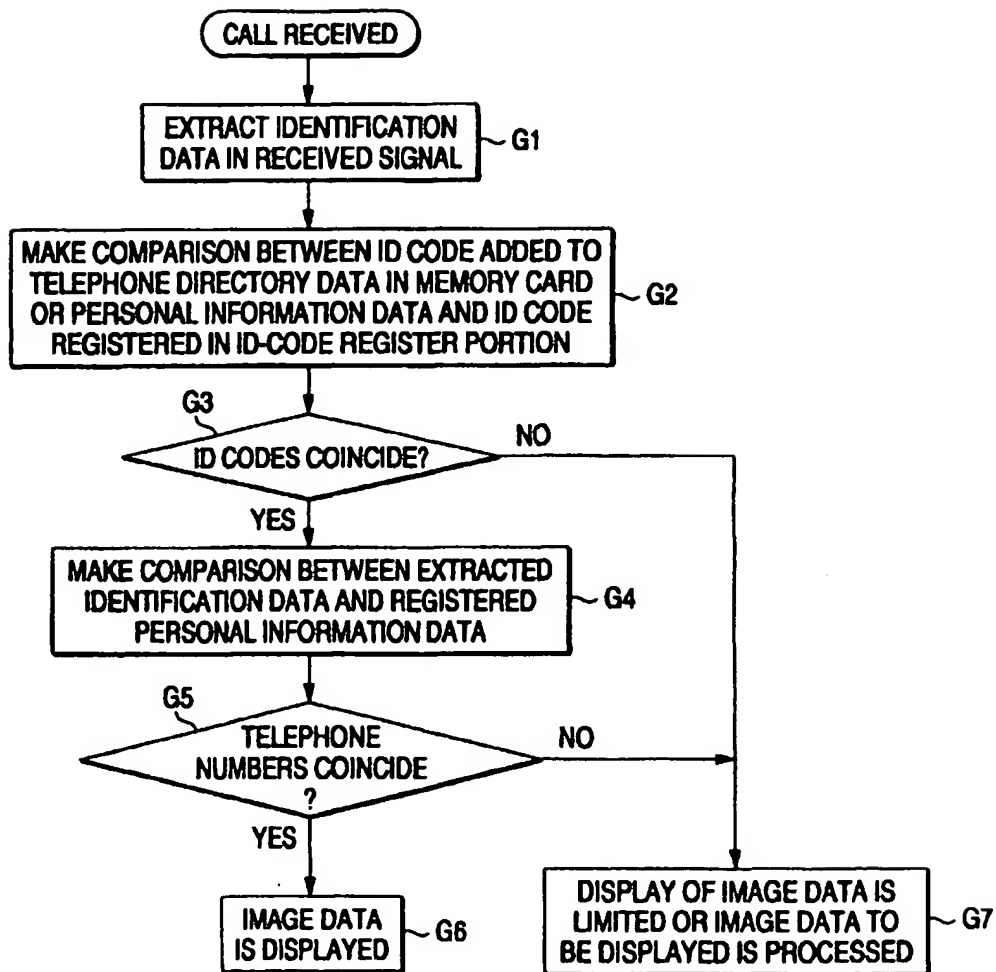 CALL RECEIVED
EXTRACT IDENTIFICATION
DATA IN RECEIVED SIGNAL
G1
MAKE COMPARISON BETWEEN ID CODE ADDED TO
TELEPHONE DIRECTORY DATA IN MEMORY CARD
OR PERSONAL INFORMATION DATA AND ID CODE
REGISTERED IN ID-CODE REGISTER PORTION
G2
G3
ID CODES COINCIDE?
NO
YES
MAKE COMPARISON BETWEEN EXTRACTED
IDENTIFICATION DATA AND REGISTERED
PERSONAL INFORMATION DATA
G4
G5
TELEPHONE
NUMBERS COINCIDE
?
NO
YES
IMAGE DATA
IS DISPLAYED
G6
DISPLAY OF IMAGE DATA IS
LIMITED OR IMAGE DATA TO
BE DISPLAYED IS PROCESSED
G7